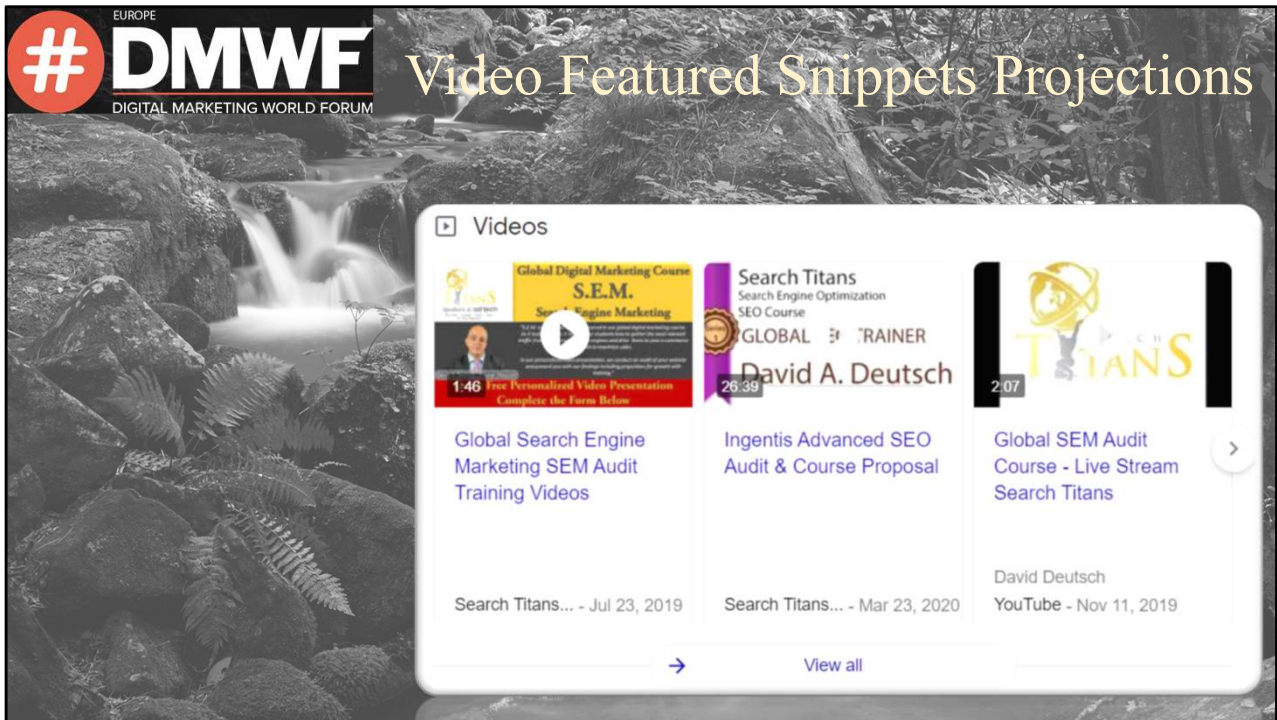 EUROPE
# DMWF
DIGITAL MARKETING WORLD FORUM
Video Featured Snippets Projections
Videos
Global Digital Marketing Course
S.E.M.
Search Engine Marketing
1:46
Free Personalized Video Presentation
Complete the Form Below
Global Search Engine
Marketing SEM Audit
Training Videos
Search Titans... - Jul 23, 2019
Search Titans
Search Engine Optimization
SEO Course
GLOBAL TRAINER
David A. Deutsch
26:39
Ingentis Advanced SEO
Audit & Course Proposal
Search Titans... - Mar 23, 2020
TITANS
2:07
Global SEM Audit
Course - Live Stream
Search Titans
David Deutsch
YouTube - Nov 11, 2019
View all